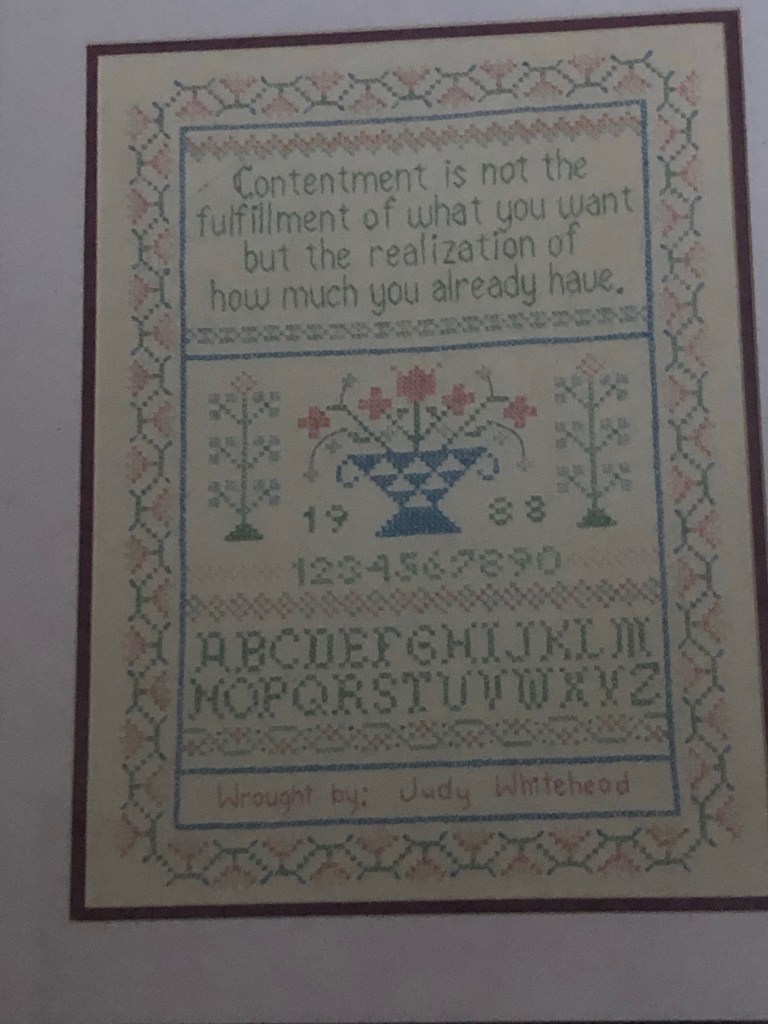 Contentment is not the
fulfillment of what you want
but the realization of
how much you already have.
19 88
1234567890
ABCDEFGHIJKLM
NOPQRSTUVWXYZ
Wrought by: Judy Whitehead